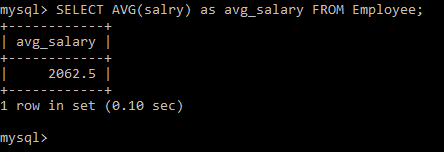 mysql> SELECT AVG(salry) as avg_salary FROM Employee;
+------------+
| avg_salary |
+------------+
|     2062.5 |
+------------+
1 row in set (0.10 sec)
mysql>